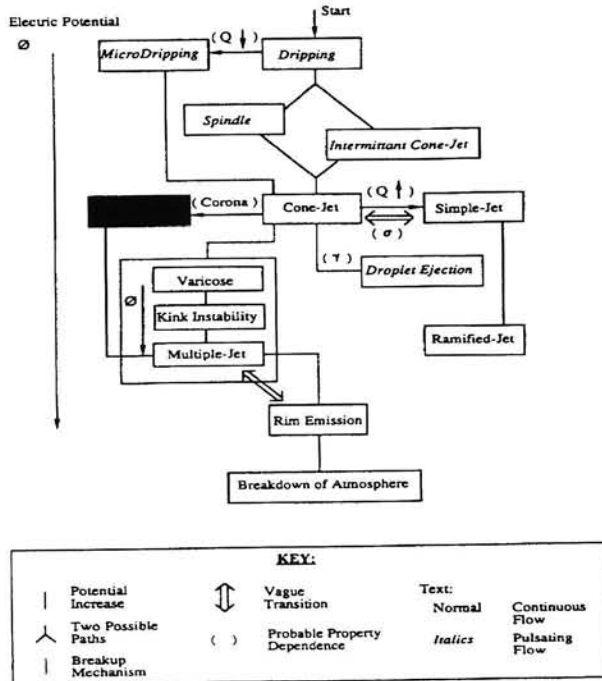 Start
Electric Potential
Ø
(Q ↓)
MicroDripping
Dripping
Spindle
Intermittant Cone-Jet
(Corona)
Cone-Jet
(Q ↑)
Simple-Jet
(σ)
(γ)
Droplet Ejection
Ø
Varicose
Kink Instability
Multiple-Jet
Ramified-Jet
Rim Emission
Breakdown of Atmosphere
KEY:
Potential
Increase
Two Possible
Paths
Breakup
Mechanism
Vague
Transition
( )
Probable Property
Dependence
Text:
Normal
Continuous
Flow
Italics
Pulsating
Flow